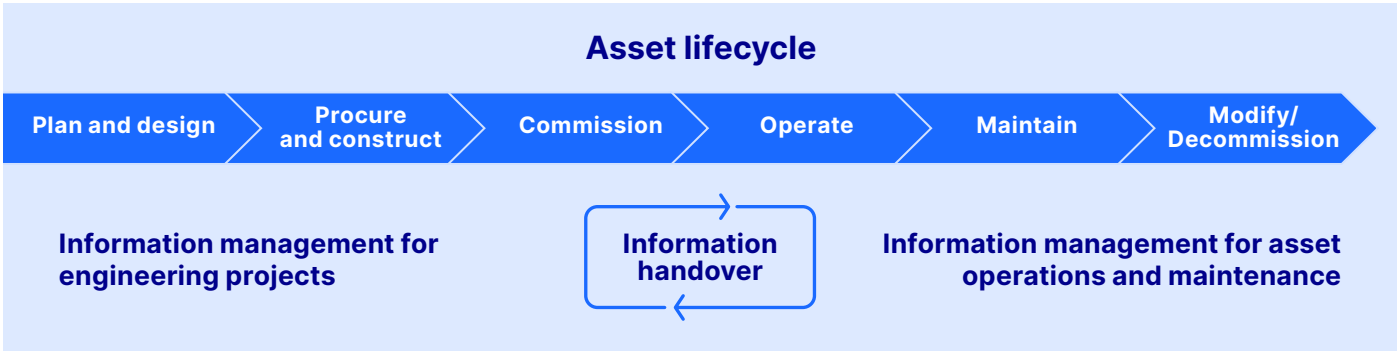 Asset lifecycle
Plan and design
Procure
and construct
Commission
Operate
Maintain
Modify/
Decommission
Information management for
engineering projects
Information
handover
Information management for asset
operations and maintenance